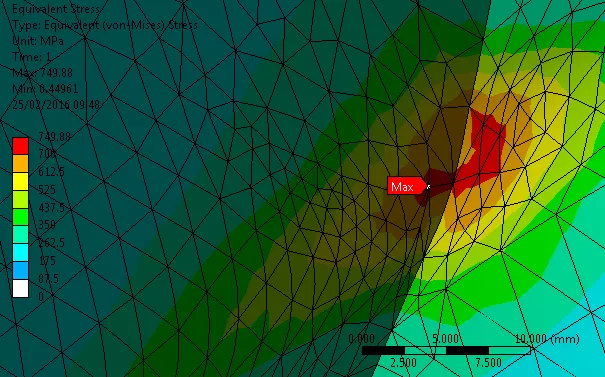 Equivalent Stress
Type: Equivalent (von-Mises) Stress
Unit: MPa
Time: 1
Max: 749.88
Min: 0.44961
25/02/2016 09:48
749.88
700
612.5
525
437.5
350
262.5
175
87.5
0
Max
0.000 5.000 10.000 (mm)
2.500 7.500